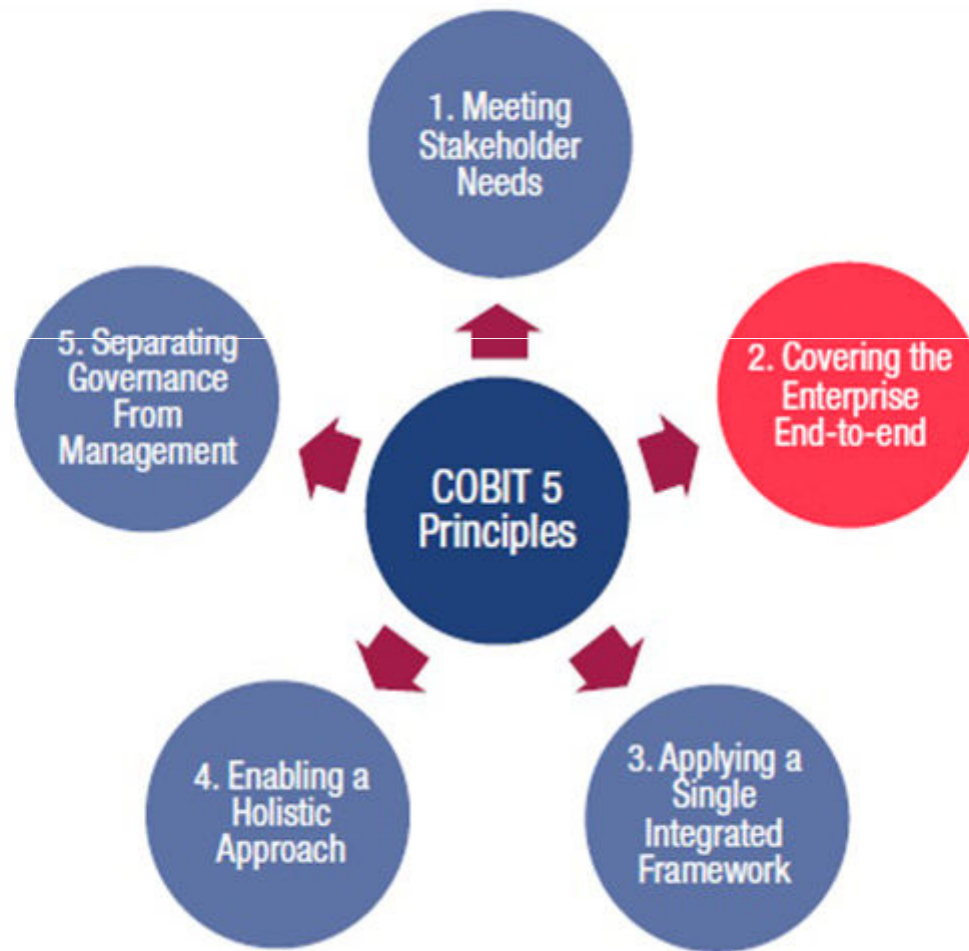 1. Meeting
Stakeholder
Needs
5. Separating
Governance
From
Management
2. Covering the
Enterprise
End-to-end
COBIT 5
Principles
4. Enabling a
Holistic
Approach
3. Applying a
Single
Integrated
Framework